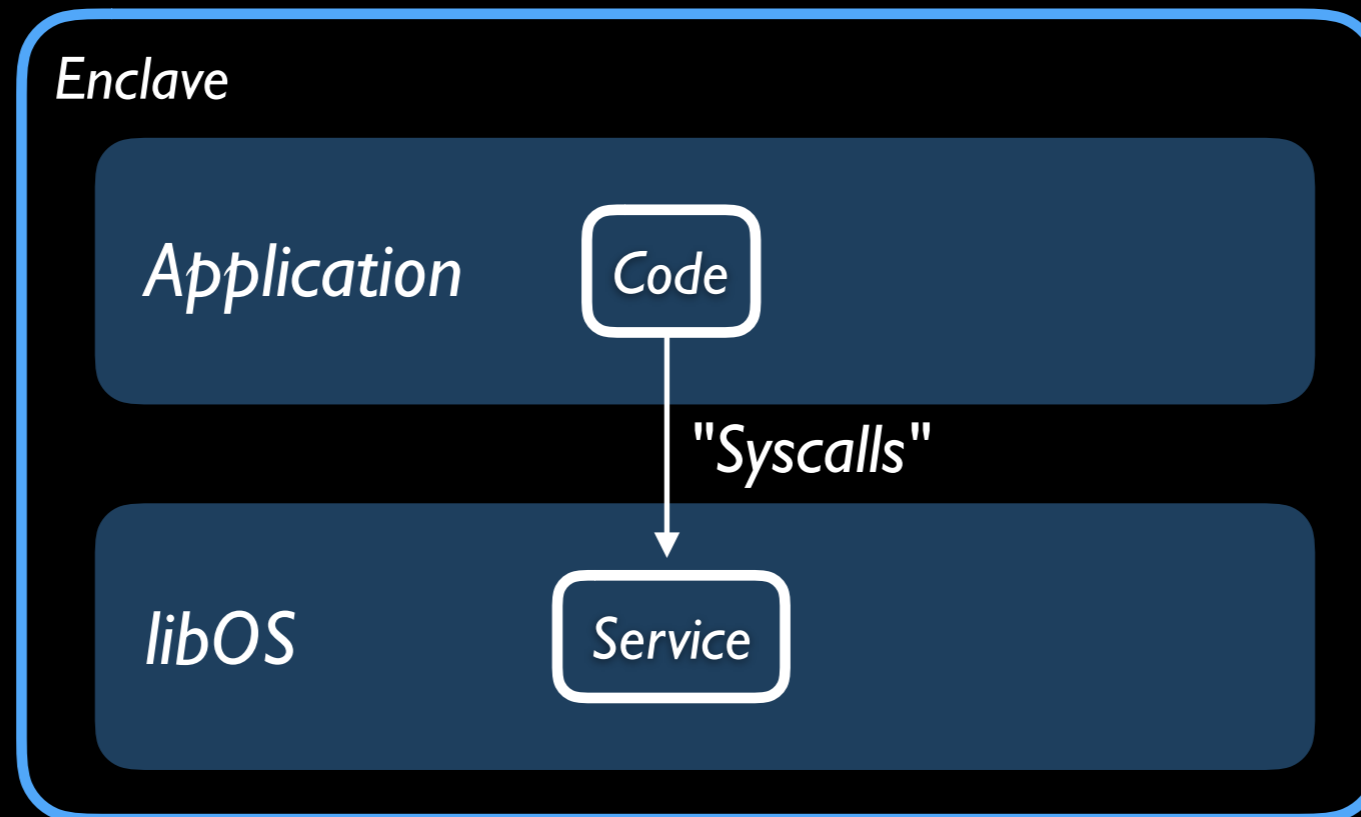 Enclave
Application
Code
"Syscalls"
libOS
Service